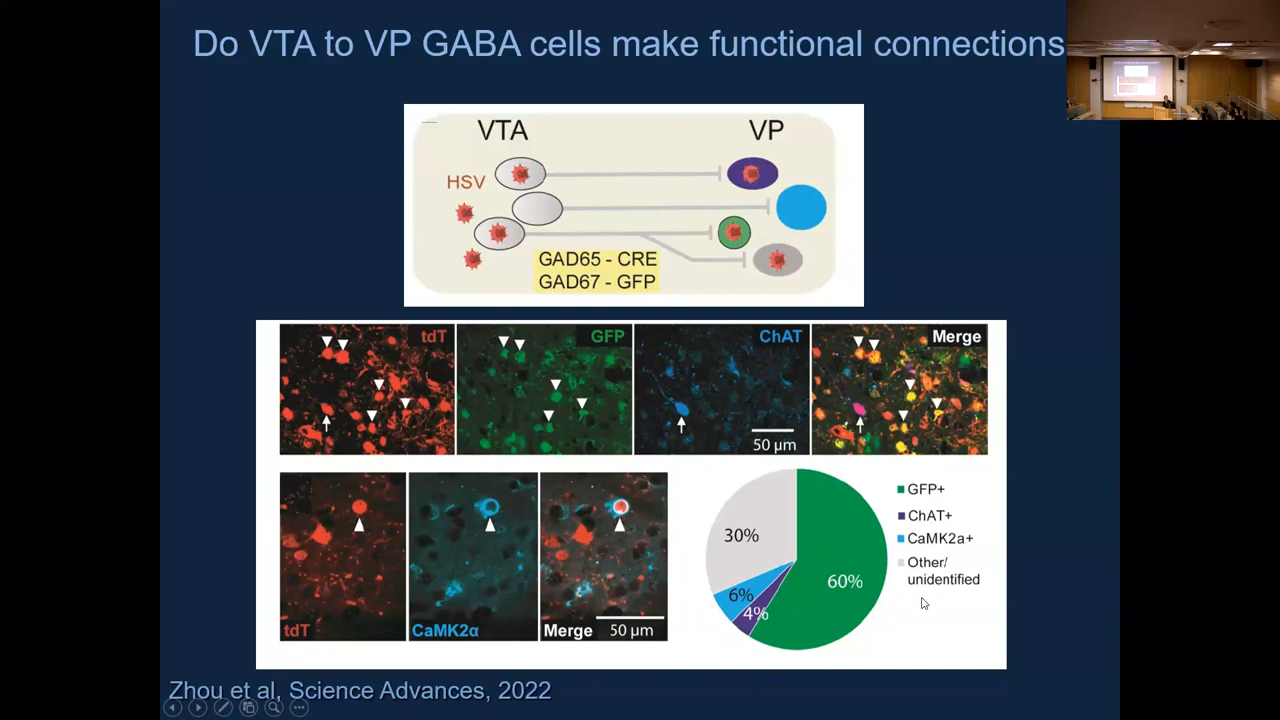 Do VTA to VP GABA cells make functional connections
VTA
VP
HSV
GAD65 - CRE
GAD67 - GFP
tdT
GFP
ChAT
Merge
50 µm
tdT
CaMK2α
Merge
50 µm
30%
60%
6%
4%
GFP+
ChAT+
CaMK2a+
Other/
unidentified
Zhou et al, Science Advances, 2022